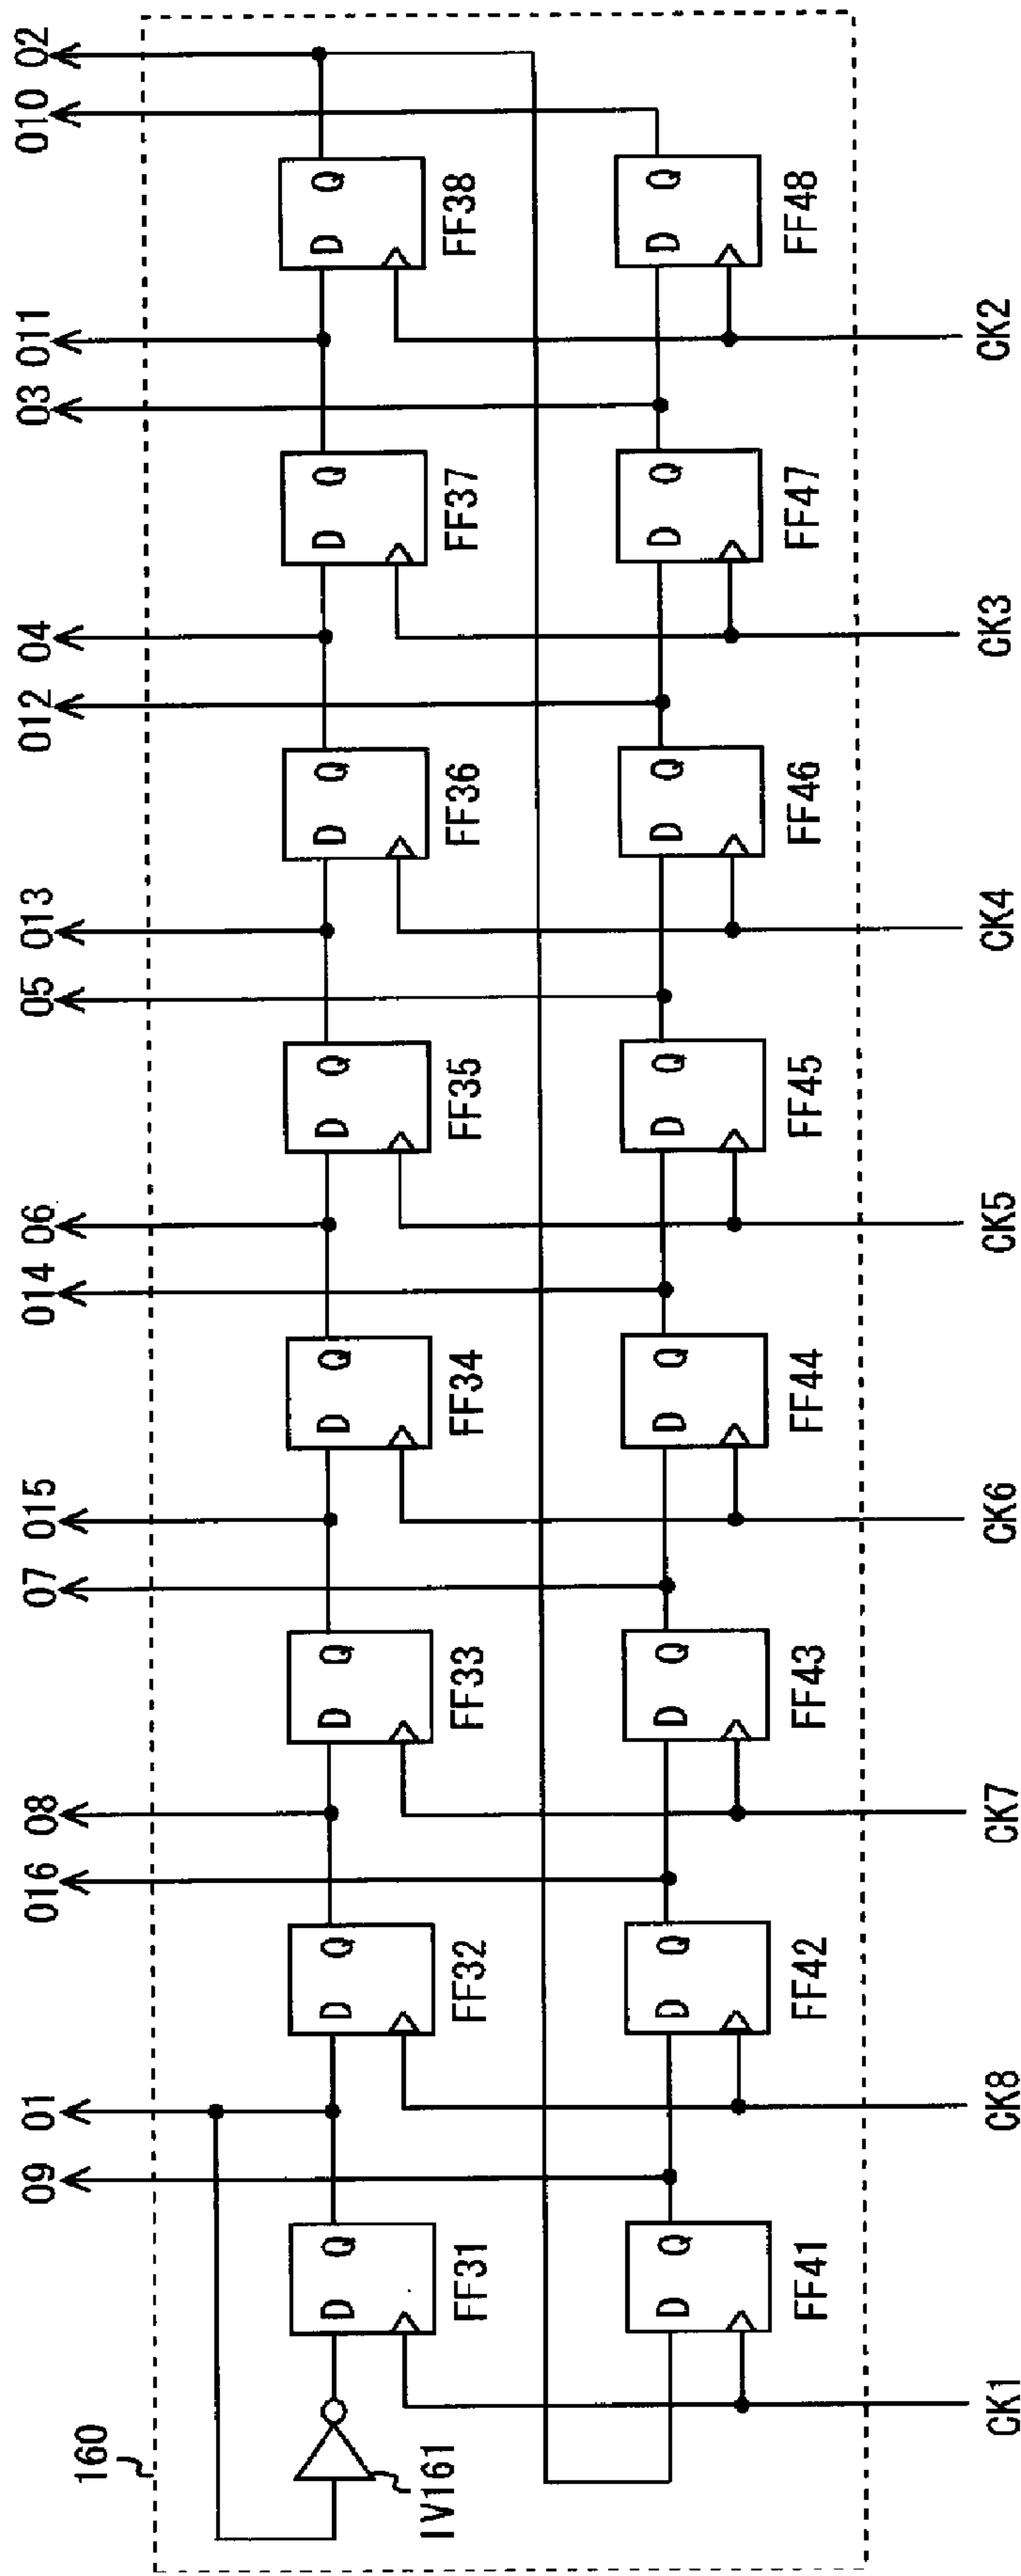 160
O9 O1 O16 O8 O7 O15 O14 O6 O5 O13 O12 O4 O3 O11 O10 O2
D Q D Q D Q D Q D Q D Q D Q D Q
IV161 FF31 FF32 FF33 FF34 FF35 FF36 FF37 FF38
D Q D Q D Q D Q D Q D Q D Q D Q
FF41 FF42 FF43 FF44 FF45 FF46 FF47 FF48
CK1 CK8 CK7 CK6 CK5 CK4 CK3 CK2